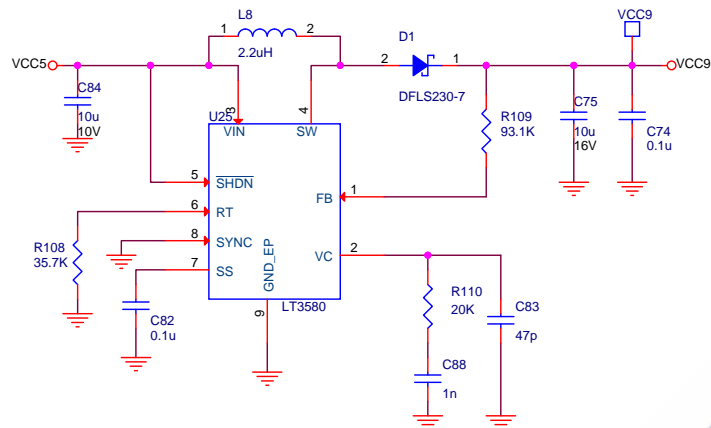 VCC9
L8
1 2
2.2uH
D1
VCC5
2 1
VCC9
DFLS230-7
C84
10u
10V
U25
3
4
VIN
SW
R109
93.1K
C75
10u
16V
C74
0.1u
5
SHDN
1
FB
6
RT
8
SYNC
7
SS
GND_EP
VC
2
R108
35.7K
9
LT3580
R110
20K
C83
47p
C82
0.1u
C88
1n